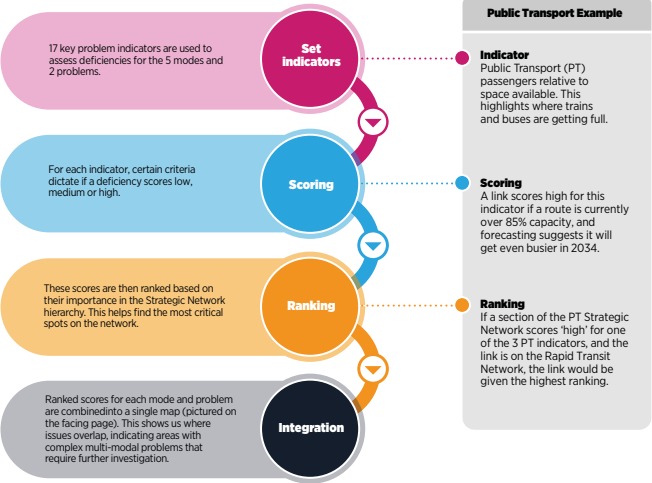 Public Transport Example
17 key problem indicators are used to
assess deficiencies for the 5 modes and
2 problems.
Set
indicators
Indicator
Public Transport (PT)
passengers relative to
space available. This
highlights where trains
and buses are getting full.
For each indicator, certain criteria
dictate if a deficiency scores low,
medium or high.
Scoring
Scoring
A link scores high for this
indicator if a route is currently
over 85% capacity, and
forecasting suggests it will
get even busier in 2034.
These scores are then ranked based on
their importance in the Strategic Network
hierarchy. This helps find the most critical
spots on the network.
Ranking
Ranking
If a section of the PT Strategic
Network scores ‘high’ for one
of the 3 PT indicators, and the
link is on the Rapid Transit
Network, the link would be
given the highest ranking.
Ranked scores for each mode and problem
are combinedinto a single map (pictured on
the facing page). This shows us where
issues overlap, indicating areas with
complex multi-modal problems that
require further investigation.
Integration